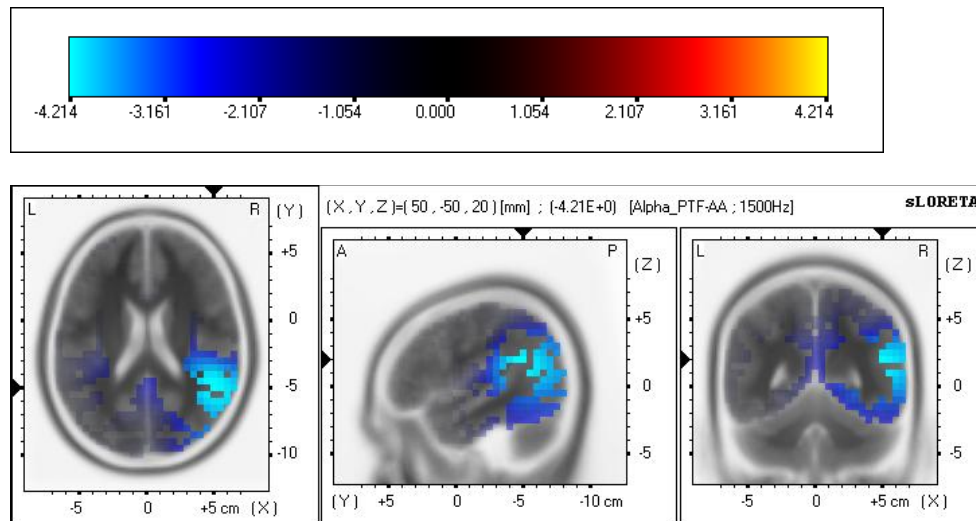 -4.214 -3.161 -2.107 -1.054 0.000 1.054 2.107 3.161 4.214
(X, Y, Z)=( 50 , -50 , 20 ) [mm] ; (-4.21E+0) [Alpha_PTF-AA ; 1500Hz] sLORETA
L R (Y)
+5
0
-5
-10
-5 0 +5 cm (X)
A P (Z)
+5
0
-5
(Y) 0 -5 -10 cm
L R (Z)
+5
0
-5
-5 0 +5 cm (X)